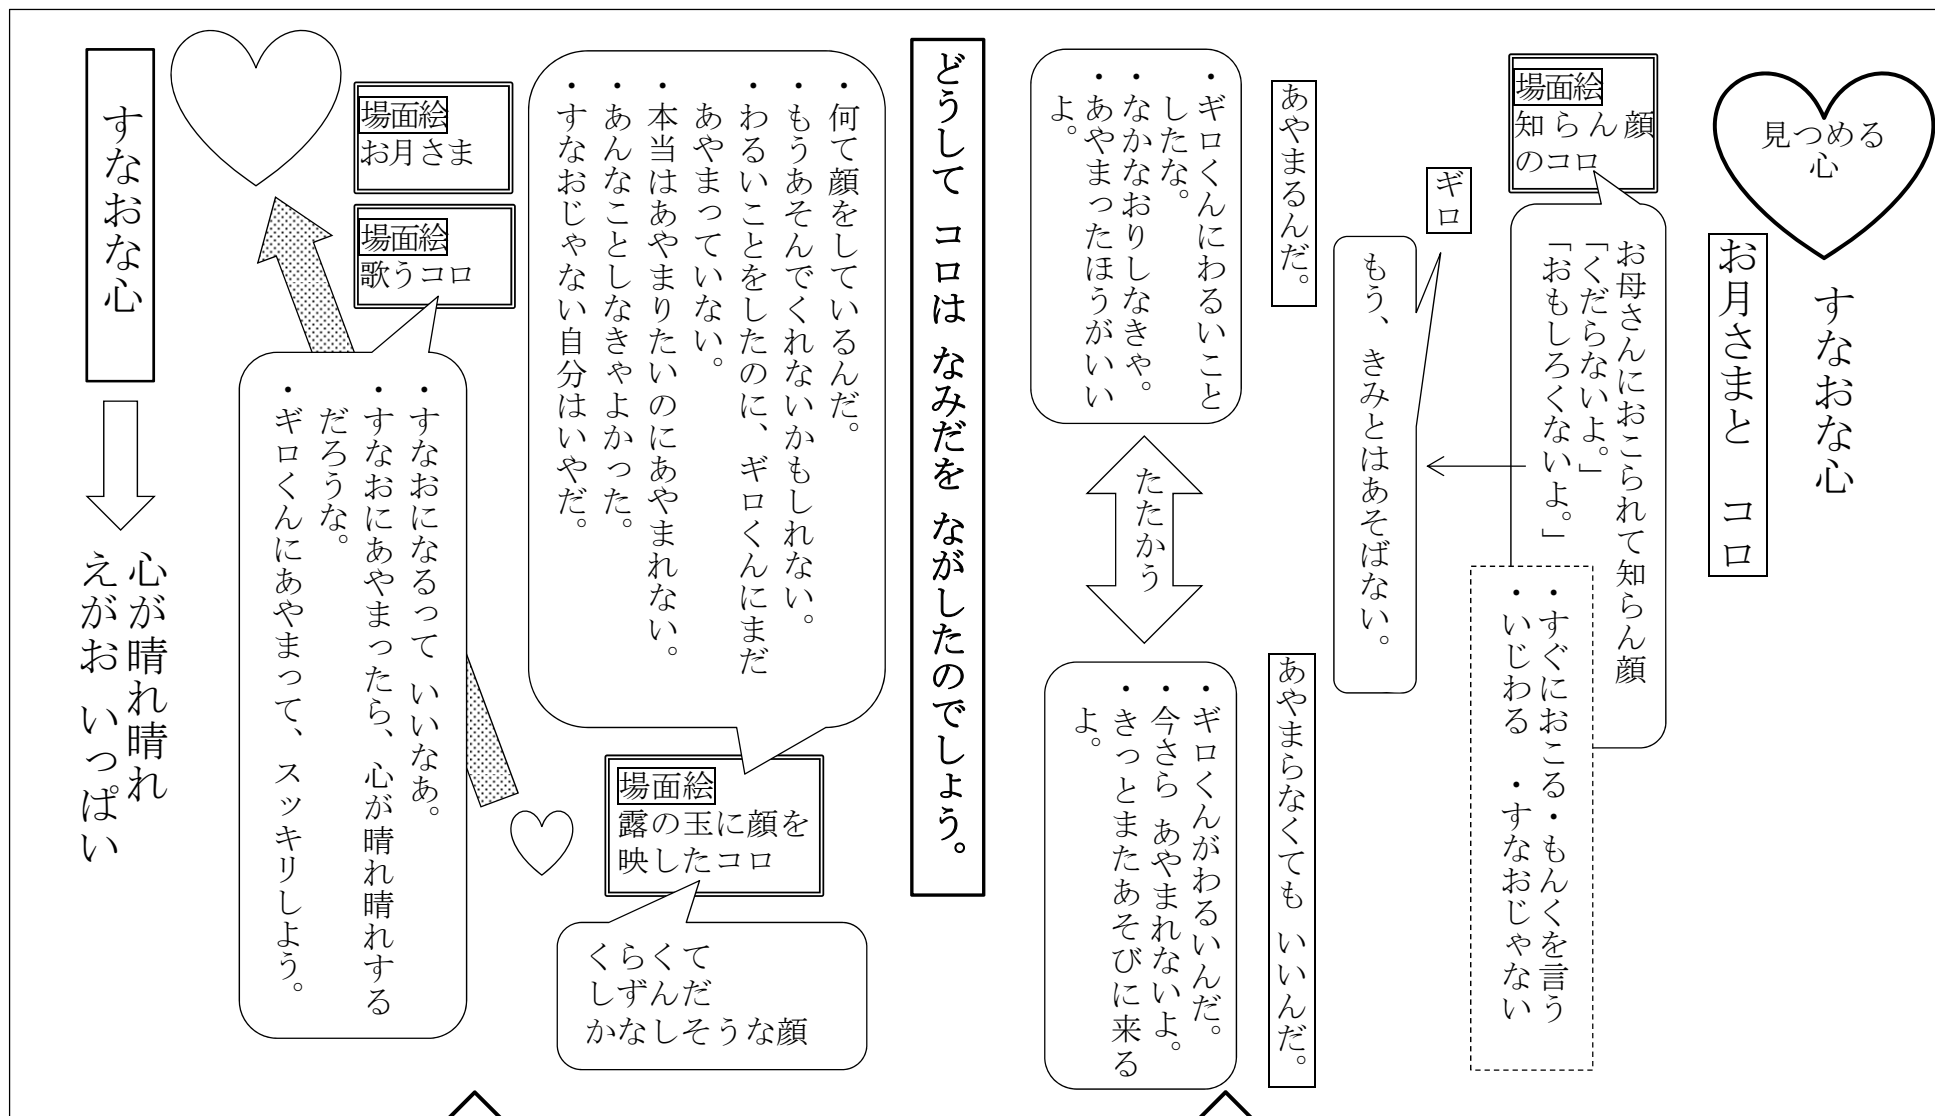 見つめる
心
すなおな心
お月さまと　コロ
場面絵
知らん顔
のコロ
お母さんにおこられて知らん顔
「くだらないよ。」
「おもしろくないよ。」
・すぐにおこる・もんくを言う
・いじわる　・すなおじゃない
ギロ
もう、きみとはあそばない。
あやまるんだ。
・ギロくんにわるいこと
したな。
・なかなおりしなきゃ。
・あやまったほうがいい
よ。
たたかう
あやまらなくても いいんだ。
・ギロくんがわるいんだ。
・今さら あやまれないよ。
・きっとまたあそびに来る
よ。
どうして コロは なみだを ながしたのでしょう。
・何て顔をしているんだ。
・もうあそんでくれないかもしれない。
・わるいことをしたのに、ギロくんにまだ
あやまっていない。
・本当はあやまりたいのにあやまれない。
・あんなことしなきゃよかった。
・すなおじゃない自分はいやだ。
場面絵
露の玉に顔を
映したコロ
くらくて
しずんだ
かなしそうな顔
場面絵
お月さま
場面絵
歌うコロ
・すなおになるって いいなあ。
・すなおにあやまったら、心が晴れ晴れする
だろうな。
・ギロくんにあやまって、スッキリしよう。
すなおな心
心が晴れ晴れ
えがお いっぱい